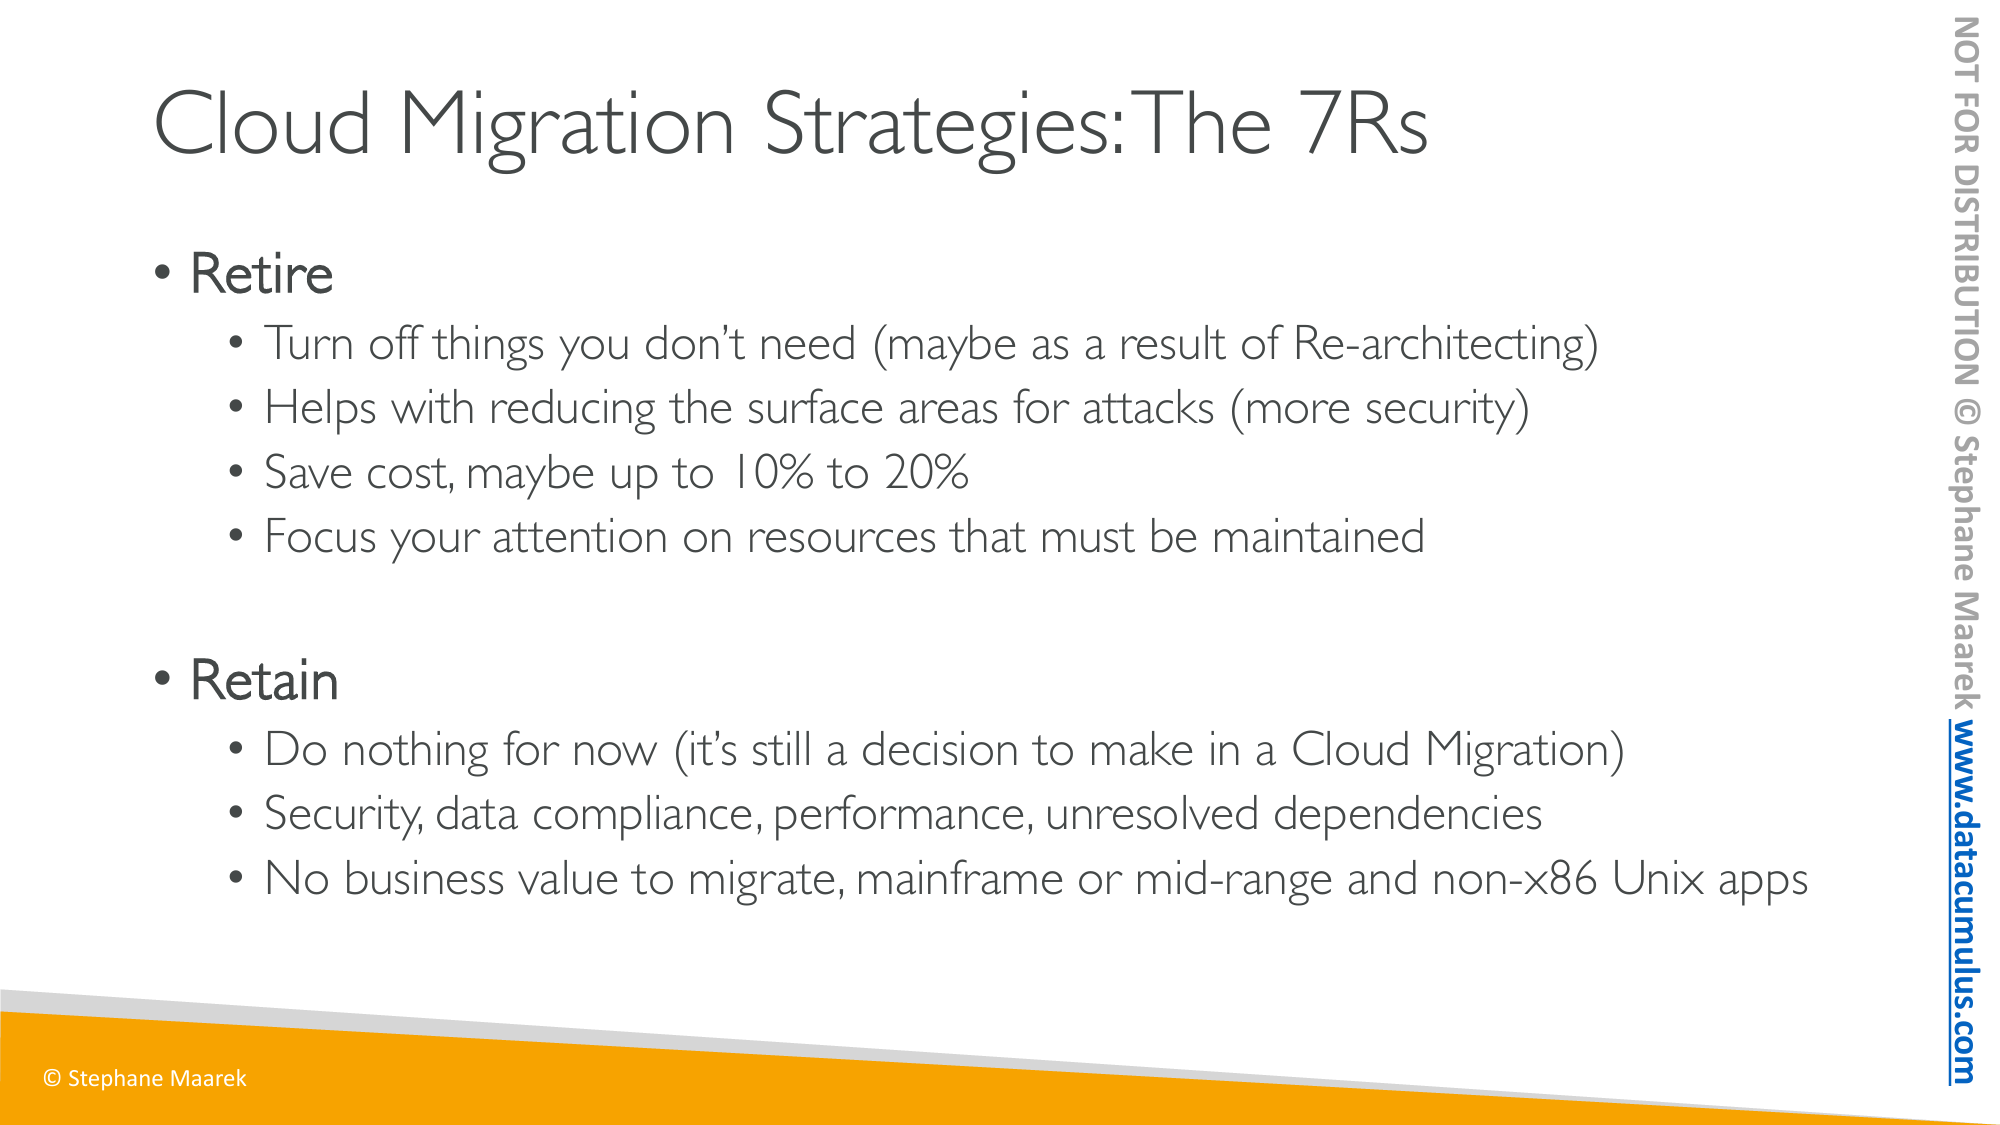 Cloud Migration Strategies: The 7Rs
• Retire
• Turn off things you don’t need (maybe as a result of Re-architecting)
• Helps with reducing the surface areas for attacks (more security)
• Save cost, maybe up to 10% to 20%
• Focus your attention on resources that must be maintained
• Retain
• Do nothing for now (it’s still a decision to make in a Cloud Migration)
• Security, data compliance, performance, unresolved dependencies
• No business value to migrate, mainframe or mid-range and non-x86 Unix apps
© Stephane Maarek
NOT FOR DISTRIBUTION © Stephane Maarek www.datacumulus.com